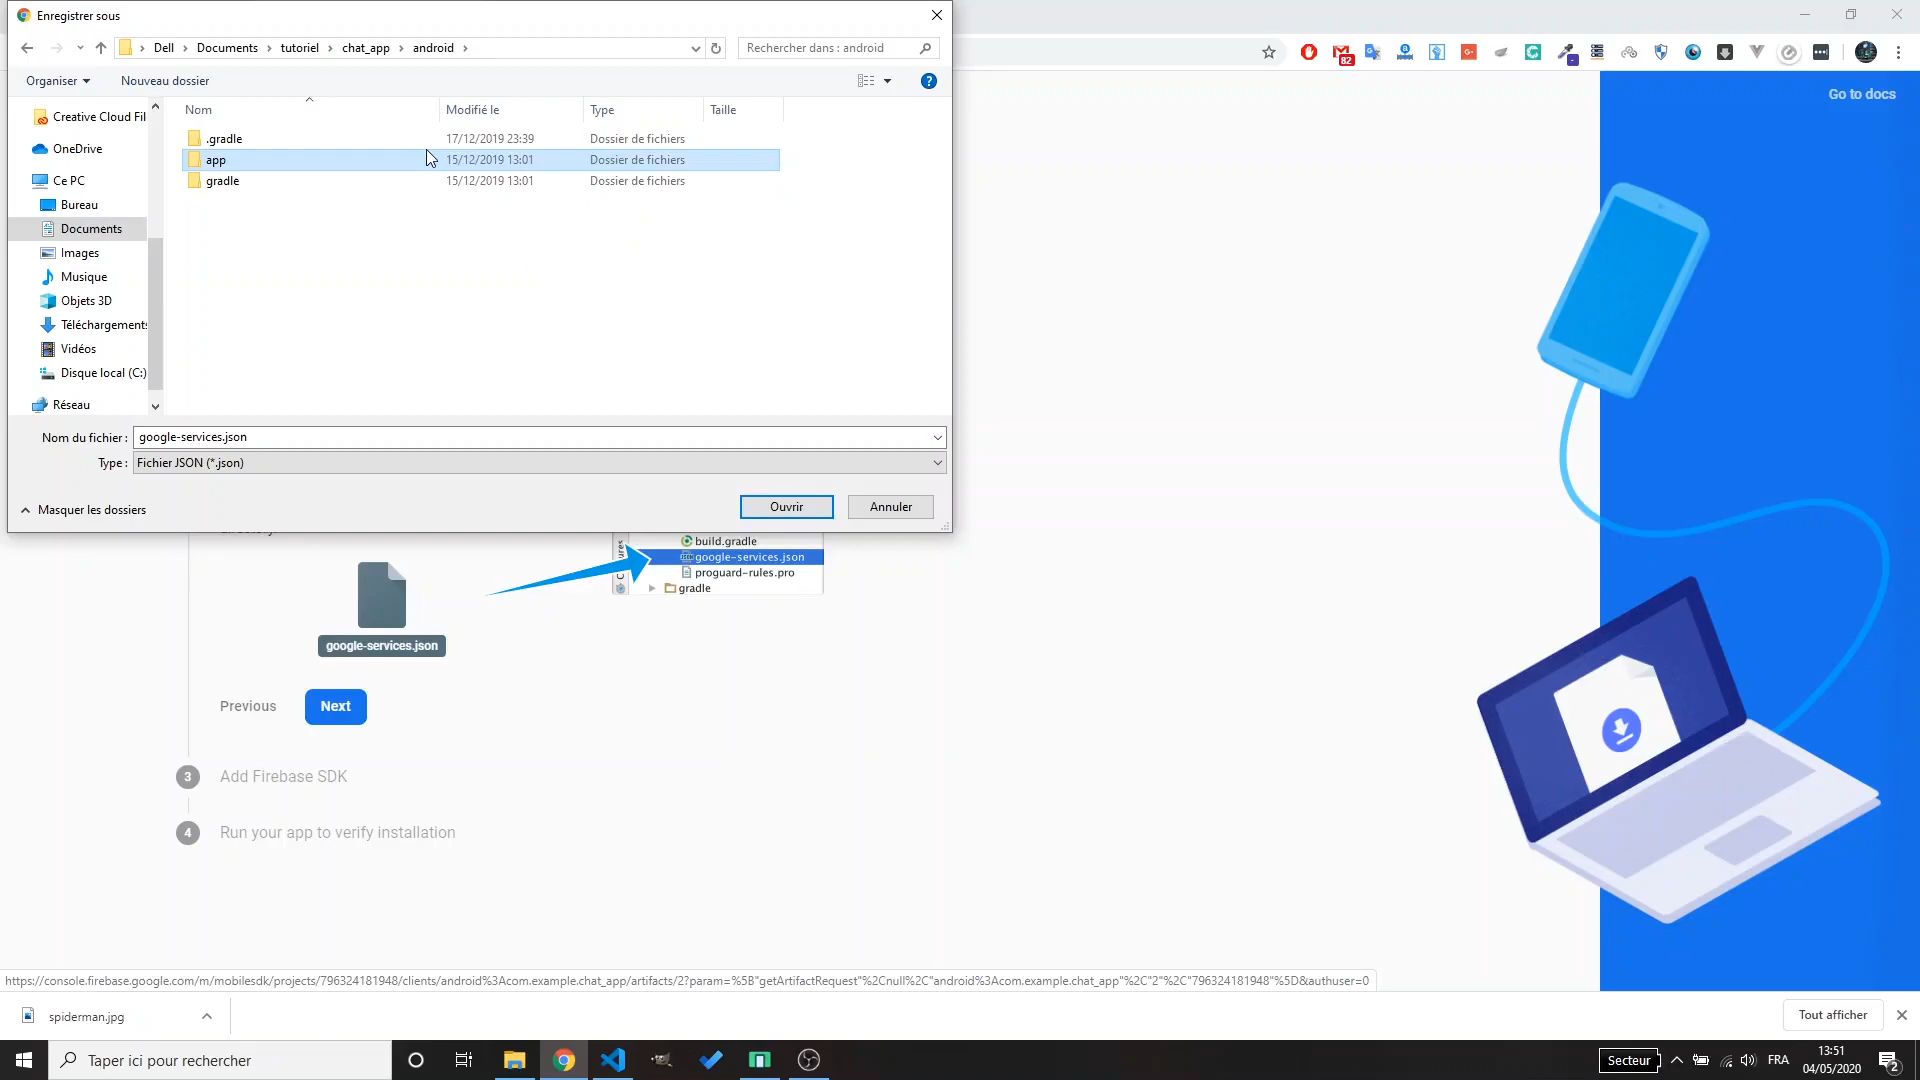 Enregistrer sous
Dell
Documents
tutoriel
chat_app
android
Rechercher dans : android
Organiser
Nouveau dossier
Nom
Modifié le
Type
Taille
.gradle
17/12/2019 23:39
Dossier de fichiers
app
15/12/2019 13:01
Dossier de fichiers
gradle
15/12/2019 13:01
Dossier de fichiers
Creative Cloud Fil
OneDrive
Ce PC
Bureau
Documents
Images
Musique
Objets 3D
Téléchargements
Vidéos
Disque local (C:)
Réseau
Nom du fichier :
google-services.json
Type :
Fichier JSON (*.json)
Masquer les dossiers
Ouvrir
Annuler
82
Go to docs
build.gradle
google-services.json
proguard-rules.pro
gradle
google-services.json
Previous
Next
3
Add Firebase SDK
4
Run your app to verify installation
https://console.firebase.google.com/m/mobilesdk/projects/796324181948/clients/android%3Acom.example.chat_app/artifacts/2?param=%5B"getArtifactRequest"%2Cnull%2C"android%3Acom.example.chat_app"%2C"2"%2C"796324181948"%5D&authuser=0
spiderman.jpg
Tout afficher
Taper ici pour rechercher
Secteur
FRA
13:51
04/05/2020
2